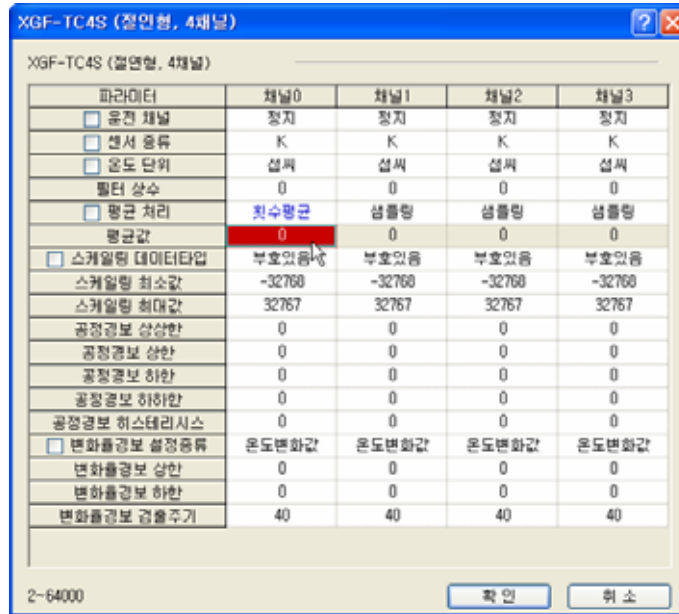 XGF-TC4S (절연형, 4채널)
XGF-TC4S (절연형, 4채널)
파라미터 채널0 채널1 채널2 채널3
운전 채널 정지 정지 정지 정지
센서 종류 K K K K
온도 단위 섭씨 섭씨 섭씨 섭씨
필터 상수 0 0 0 0
평균 처리 횟수평균 샘플링 샘플링 샘플링
평균값 0 0 0 0
스케일링 데이터타입 부호있음 부호있음 부호있음 부호있음
스케일링 최소값 -32768 -32768 -32768 -32768
스케일링 최대값 32767 32767 32767 32767
공정경보 상상한 0 0 0 0
공정경보 상한 0 0 0 0
공정경보 하한 0 0 0 0
공정경보 하하한 0 0 0 0
공정경보 히스테리시스 0 0 0 0
변화율경보 설정종류 온도변화값 온도변화값 온도변화값 온도변화값
변화율경보 상한 0 0 0 0
변화율경보 하한 0 0 0 0
변화율경보 검출주기 40 40 40 40
2~64000 확인 취소